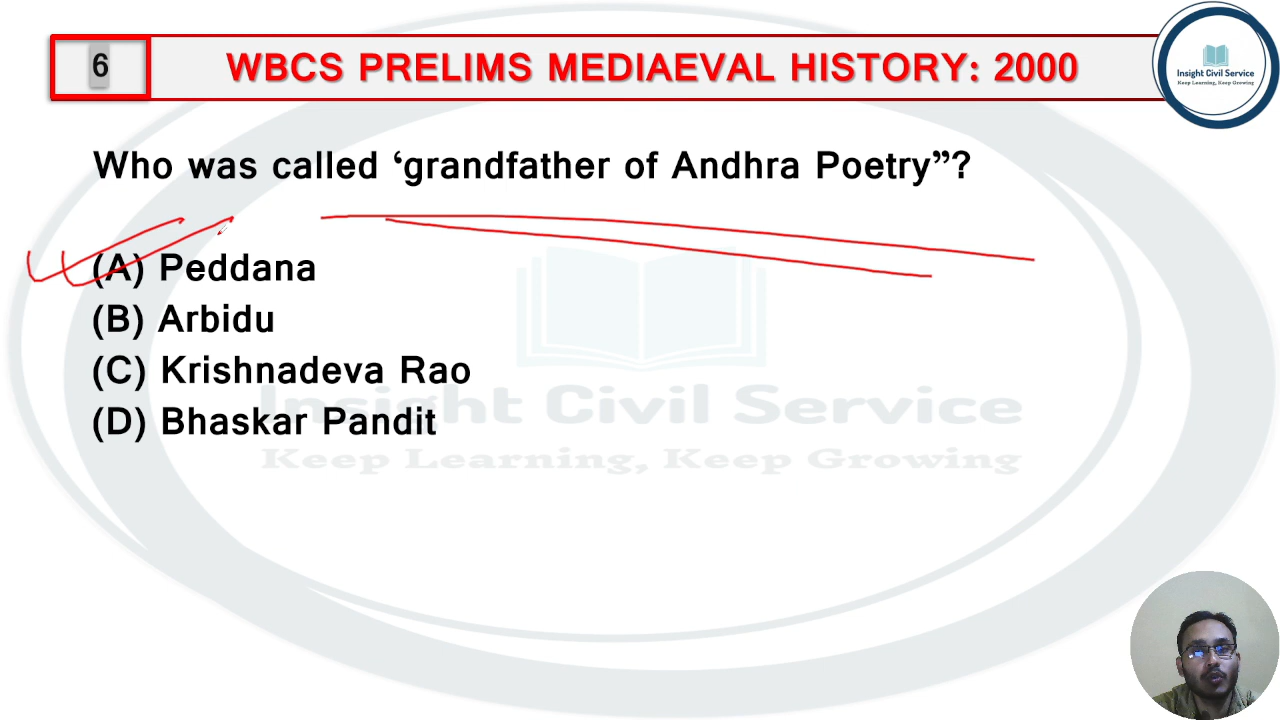 6
WBCS PRELIMS MEDIAEVAL HISTORY: 2000
Insight Civil Service
Keep Learning, Keep Growing
Who was called ‘grandfather of Andhra Poetry”?
(A) Peddana
(B) Arbidu
(C) Krishnadeva Rao
(D) Bhaskar Pandit
Insight Civil Service
Keep Learning, Keep Growing